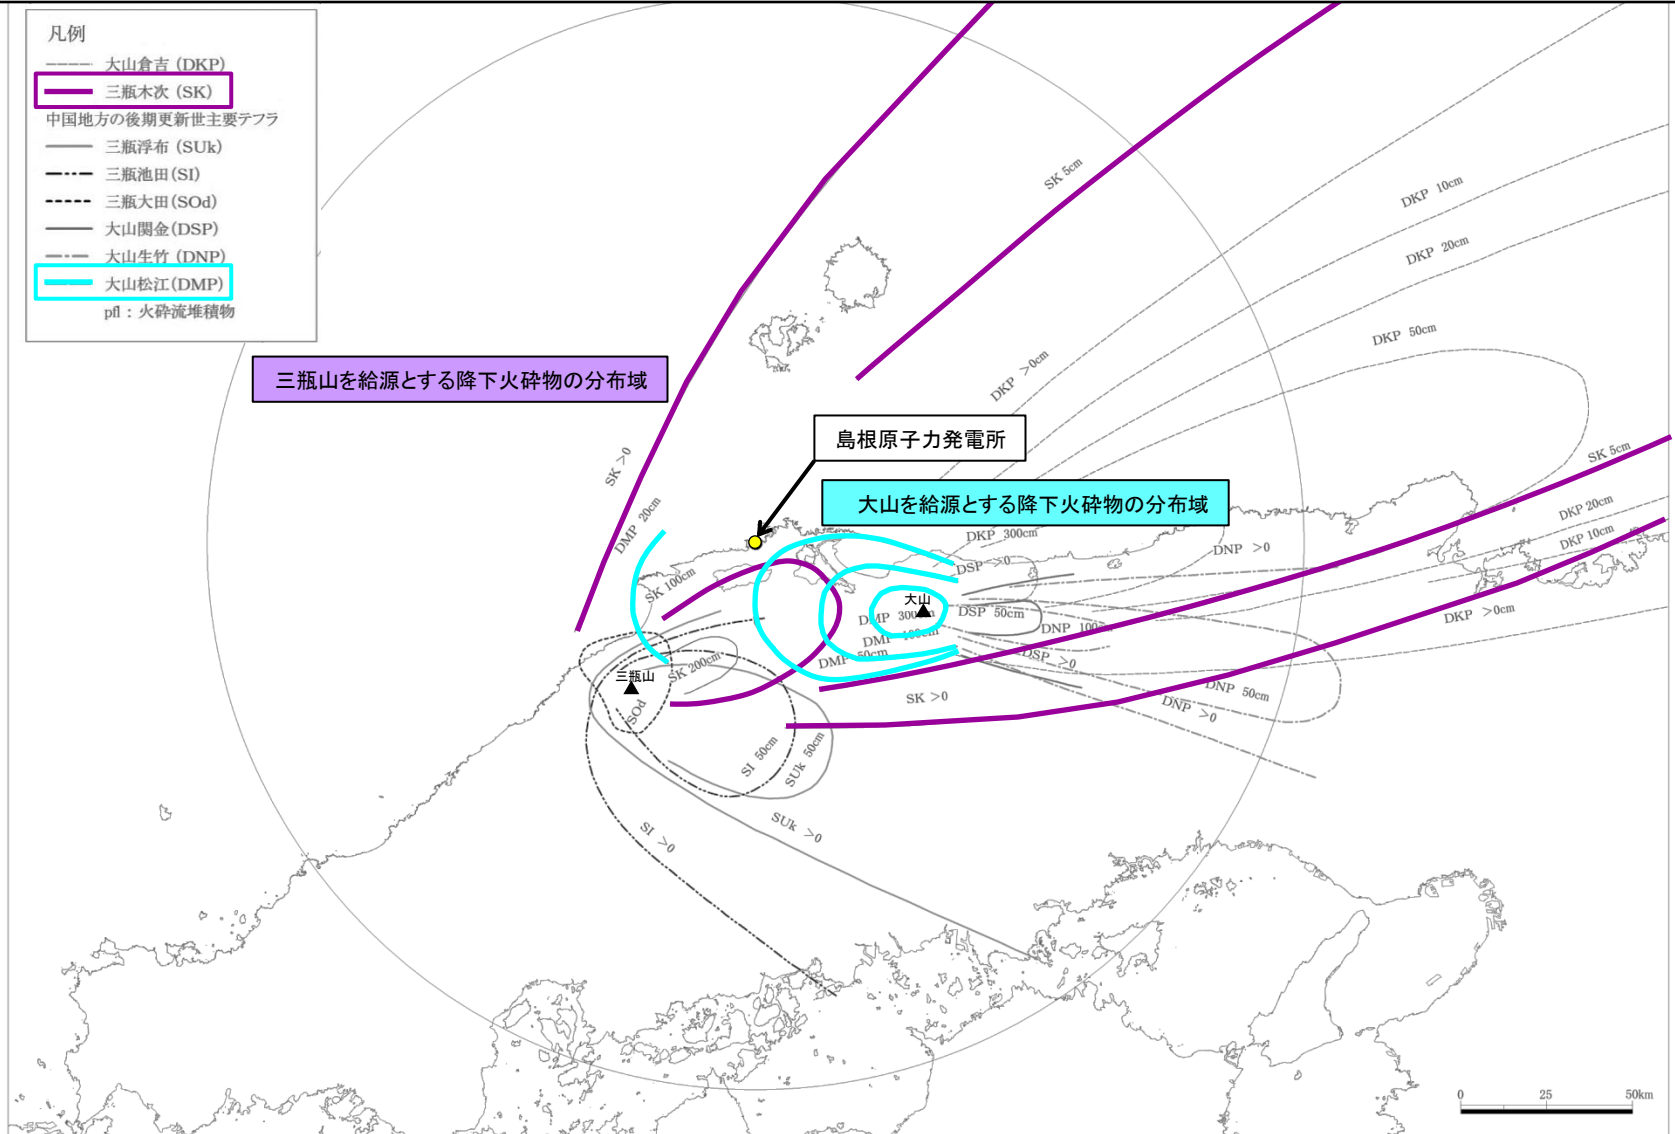 凡例
大山倉吉 (DKP)
三瓶木次 (SK)
中国地方の後期更新世主要テフラ
三瓶浮布 (SUk)
三瓶池田(SI)
三瓶大田(SOd)
大山関金(DSP)
大山生竹 (DNP)
大山松江(DMP)
pfl : 火砕流堆積物
SK 5cm
DKP 10cm
DKP 20cm
DKP 50cm
DKP >0cm
三瓶山を給源とする降下火砕物の分布域
島根原子力発電所
大山を給源とする降下火砕物の分布域
SK >0
DMP 20cm
SK 5cm
DKP 20cm
DKP 10cm
DKP 300cm
DNP >0
DSP >0
SK 100cm
大山
DMP 300cm
DSP 50cm
DKP >0cm
DMP 100cm
DNP 100cm
DMP 50cm
DSP >0
SK 200cm
三瓶山
SK >0
DNP 50cm
DNP >0
SOd
SI 50cm
SUk 50cm
SUk >0
SI >0
0 25 50km